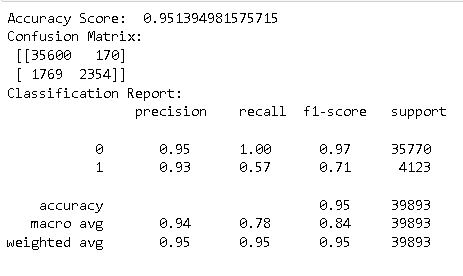 Accuracy Score:  0.951394981575715
Confusion Matrix:
 [[35600   170]
 [ 1769  2354]]
Classification Report:
              precision    recall  f1-score   support

           0       0.95      1.00      0.97     35770
           1       0.93      0.57      0.71      4123

    accuracy                           0.95     39893
   macro avg       0.94      0.78      0.84     39893
weighted avg       0.95      0.95      0.95     39893